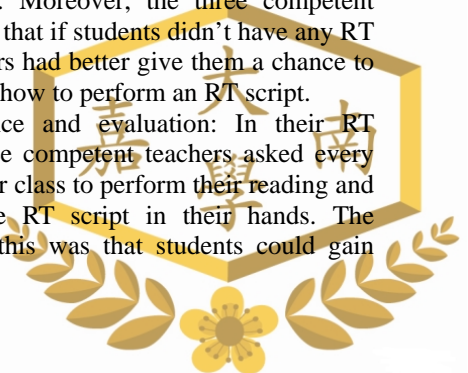 . Moreover, the three competent
that if students didn't have any RT
rs had better give them a chance to
how to perform an RT script.
ce and evaluation: In their RT
e competent teachers asked every
r class to perform their reading and
e RT script in their hands. The
this was that students could gain
大
嘉 南
學